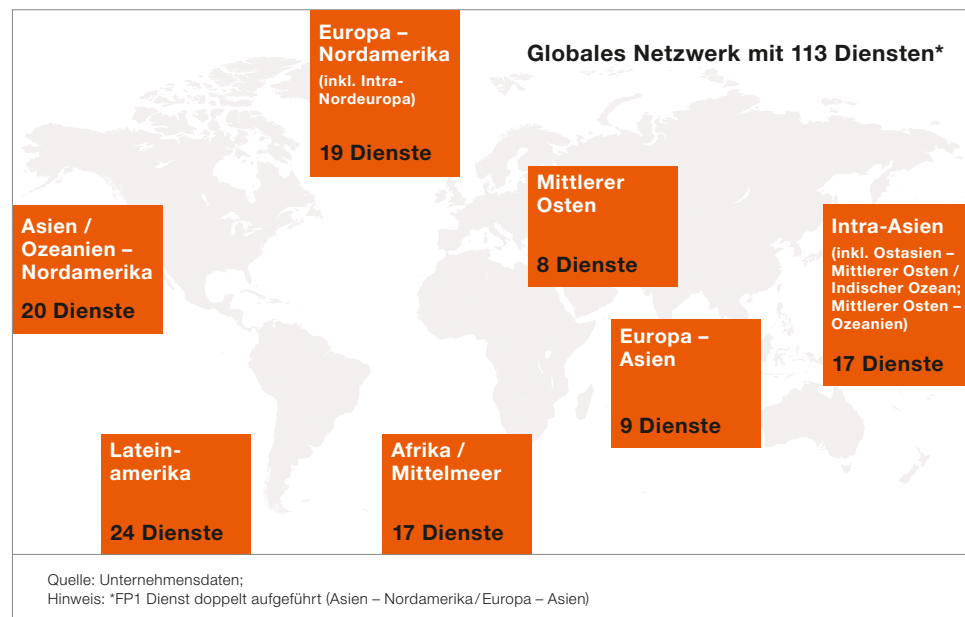 Globales Netzwerk mit 113 Diensten*
Europa –
Nordamerika
(inkl. Intra-
Nordeuropa)
19 Dienste
Mittlerer
Osten
8 Dienste
Asien /
Ozeanien –
Nordamerika
20 Dienste
Intra-Asien
(inkl. Ostasien –
Mittlerer Osten /
Indischer Ozean;
Mittlerer Osten –
Ozeanien)
17 Dienste
Europa –
Asien
9 Dienste
Latein-
amerika
24 Dienste
Afrika /
Mittelmeer
17 Dienste
Quelle: Unternehmensdaten;
Hinweis: *FP1 Dienst doppelt aufgeführt (Asien – Nordamerika/Europa – Asien)